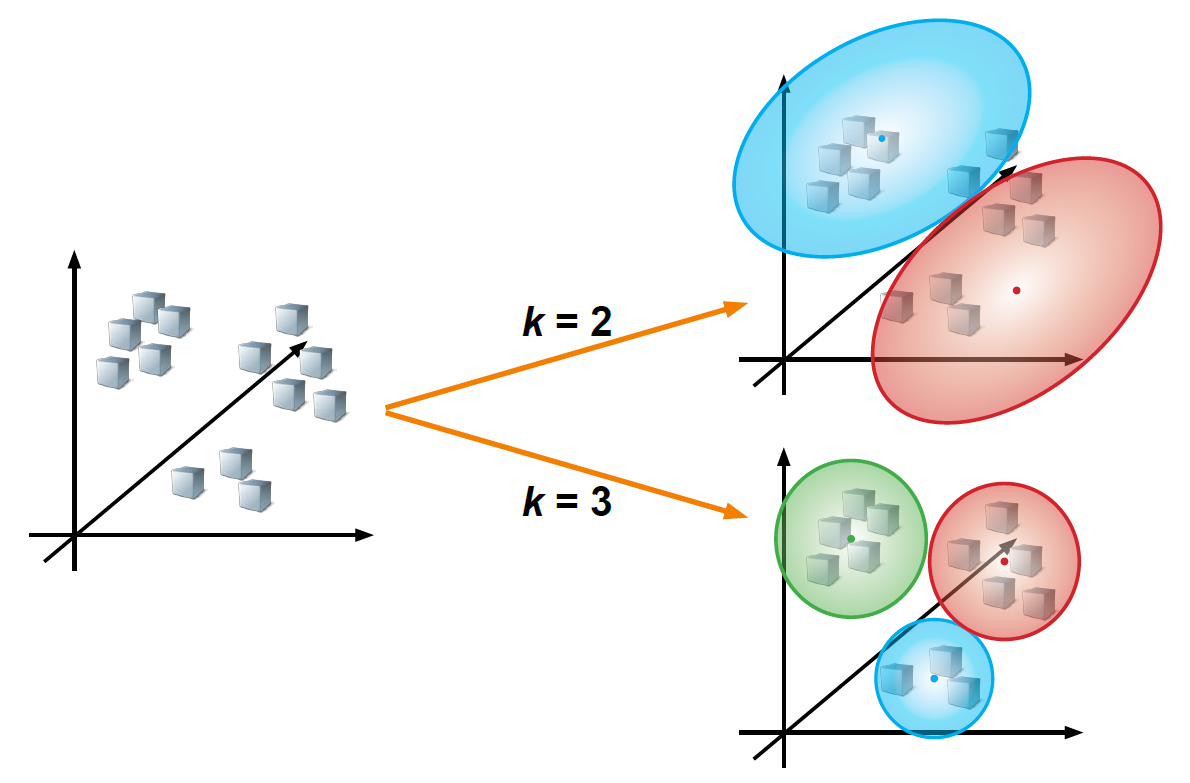 k = 2
k = 3